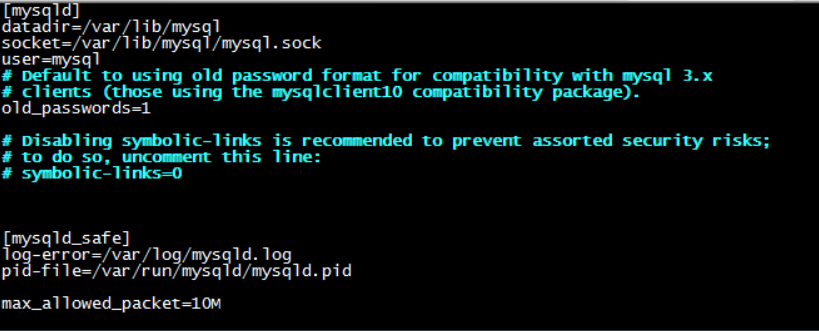 [mysqld]
datadir=/var/lib/mysql
socket=/var/lib/mysql/mysql.sock
user=mysql
# Default to using old password format for compatibility with mysql 3.x
# clients (those using the mysqlclient10 compatibility package).
old_passwords=1
# Disabling symbolic-links is recommended to prevent assorted security risks;
# to do so, uncomment this line:
# symbolic-links=0
[mysqld_safe]
log-error=/var/log/mysqld.log
pid-file=/var/run/mysqld/mysqld.pid
max_allowed_packet=10M